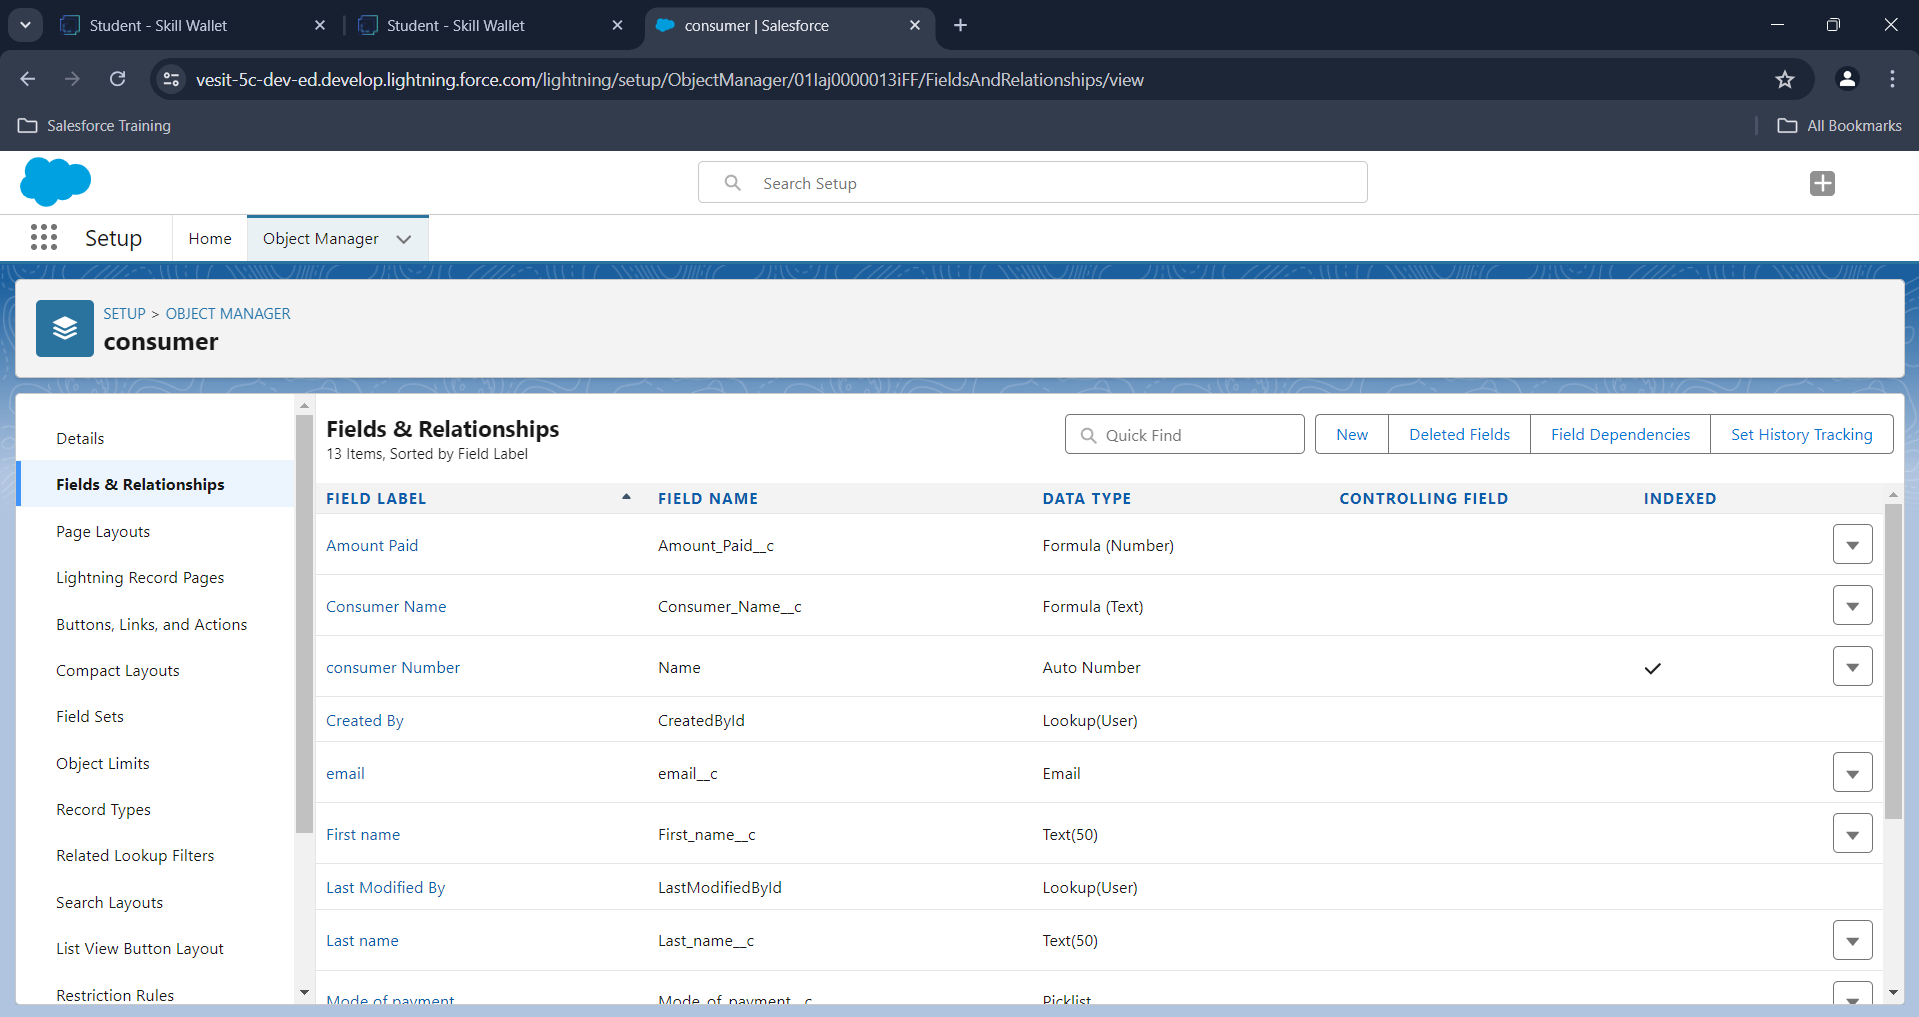 Student - Skill Wallet
Student - Skill Wallet
consumer | Salesforce
vesit-5c-dev-ed.develop.lightning.force.com/lightning/setup/ObjectManager/01Iaj0000013iFF/FieldsAndRelationships/view
Salesforce Training
All Bookmarks
Search Setup
Setup
Home
Object Manager
SETUP > OBJECT MANAGER
consumer
Details
Fields & Relationships
Page Layouts
Lightning Record Pages
Buttons, Links, and Actions
Compact Layouts
Field Sets
Object Limits
Record Types
Related Lookup Filters
Search Layouts
List View Button Layout
Restriction Rules
Fields & Relationships
13 Items, Sorted by Field Label
Quick Find
New
Deleted Fields
Field Dependencies
Set History Tracking
FIELD LABEL FIELD NAME DATA TYPE CONTROLLING FIELD INDEXED
Amount Paid Amount_Paid__c Formula (Number)
Consumer Name Consumer_Name__c Formula (Text)
consumer Number Name Auto Number
Created By CreatedById Lookup(User)
email email__c Email
First name First_name__c Text(50)
Last Modified By LastModifiedById Lookup(User)
Last name Last_name__c Text(50)
Mode of payment Mode_of_payment__c Picklist